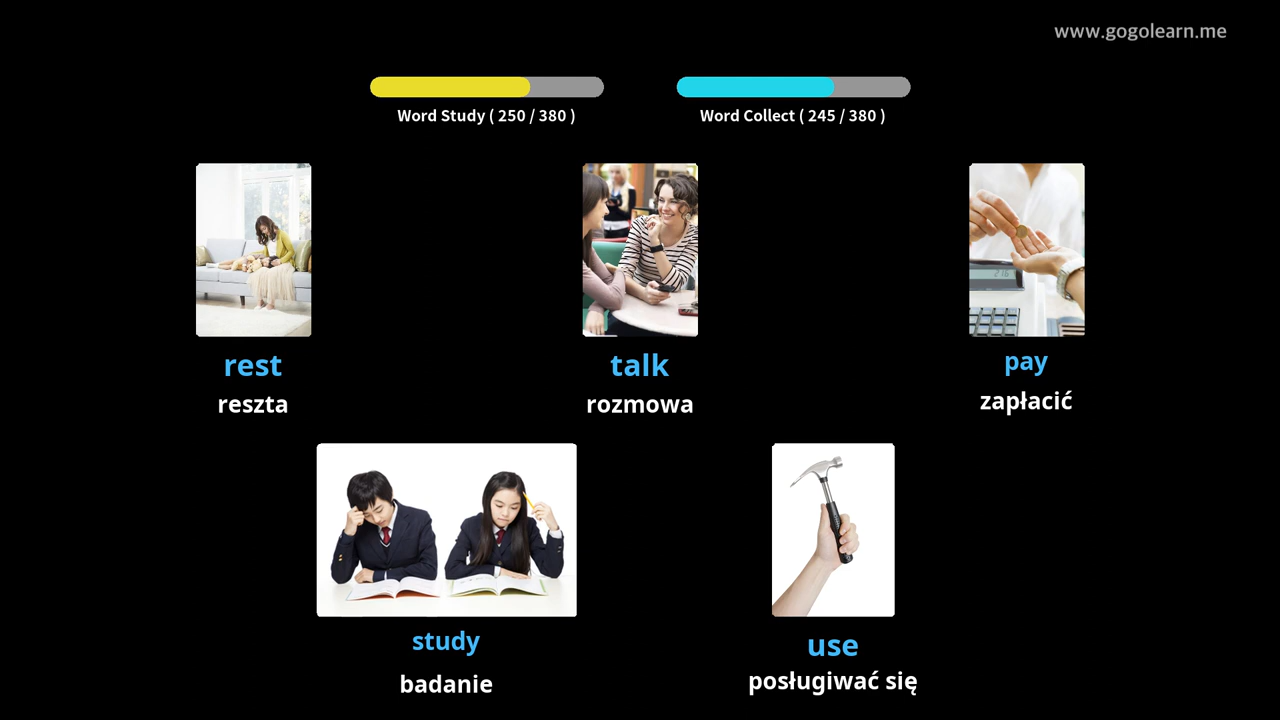 www.gogolearn.me
Word Study ( 250 / 380 )
Word Collect ( 245 / 380 )
rest
reszta
talk
rozmowa
pay
zapłacić
study
badanie
use
posługiwać się